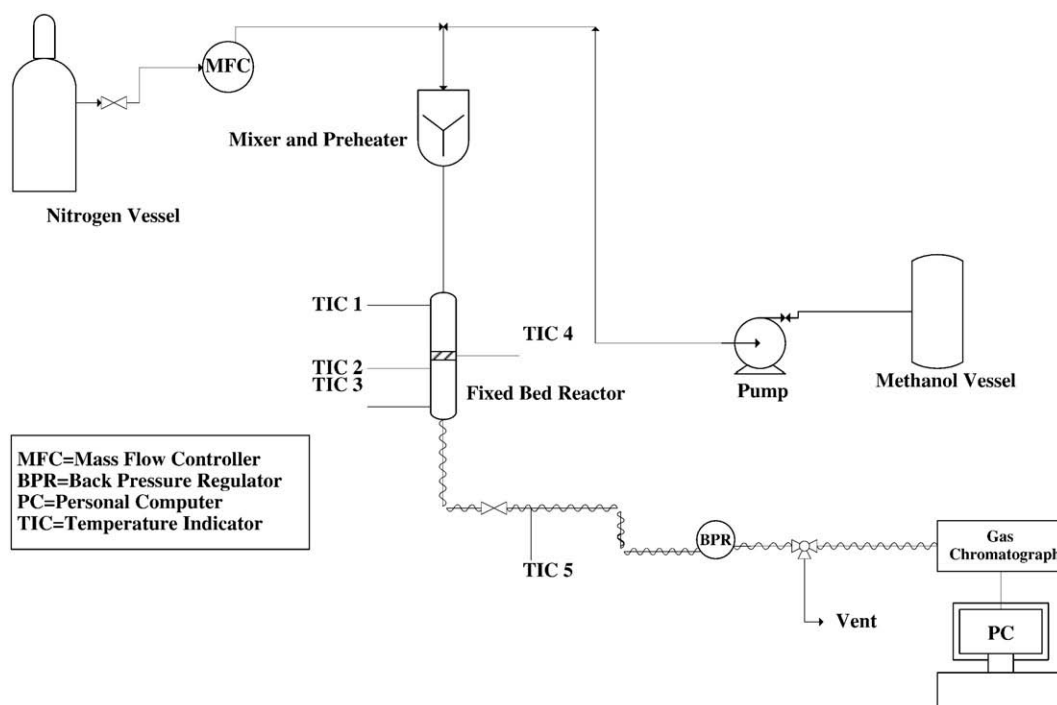 MFC
Mixer and Preheater
Nitrogen Vessel
TIC 1
TIC 4
TIC 2
TIC 3
Fixed Bed Reactor
Pump
Methanol Vessel
MFC=Mass Flow Controller
BPR=Back Pressure Regulator
PC=Personal Computer
TIC=Temperature Indicator
TIC 5
BPR
Vent
Gas
Chromatograph
PC